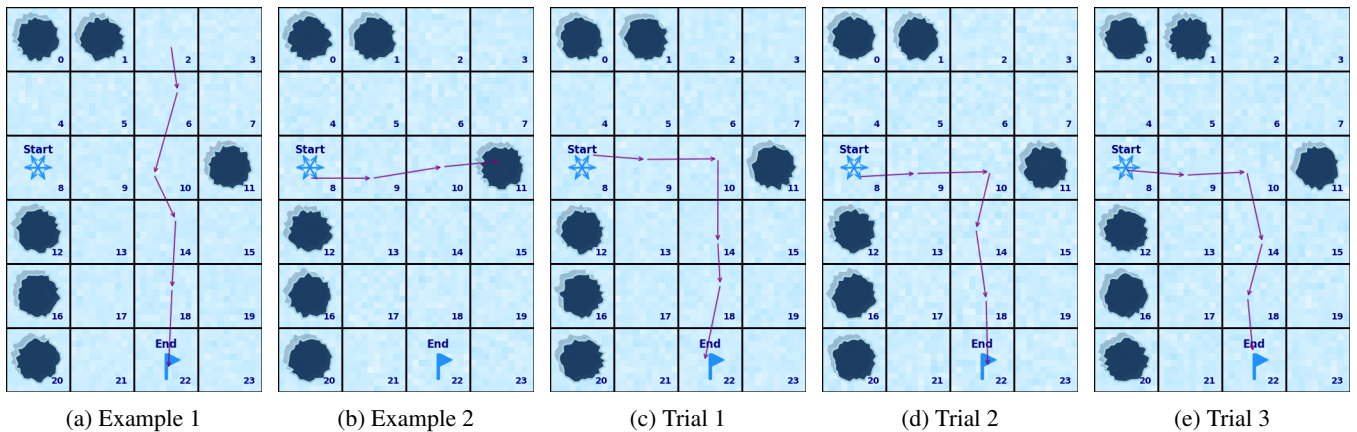 0 1 2 3
4 5 6 7
Start
8 9 10 11
12 13 14 15
16 17 18 19
End
20 21 22 23
(a) Example 1
0 1 2 3
4 5 6 7
Start
8 9 10 11
12 13 14 15
16 17 18 19
End
20 21 22 23
(b) Example 2
0 1 2 3
4 5 6 7
Start
8 9 10 11
12 13 14 15
16 17 18 19
End
20 21 22 23
(c) Trial 1
0 1 2 3
4 5 6 7
Start
8 9 10 11
12 13 14 15
16 17 18 19
End
20 21 22 23
(d) Trial 2
0 1 2 3
4 5 6 7
Start
8 9 10 11
12 13 14 15
16 17 18 19
End
20 21 22 23
(e) Trial 3